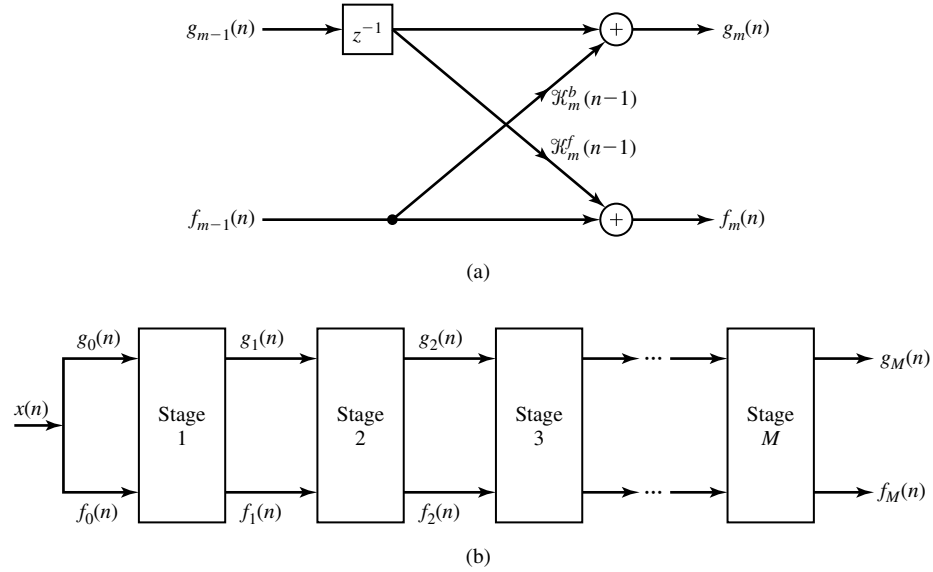 g_{m−1}(n)
z^{−1}
+
g_m(n)
𝒦_m^b(n−1)
𝒦_m^f(n−1)
f_{m−1}(n)
+
f_m(n)
(a)
g_0(n)
g_1(n)
g_2(n)
...
g_M(n)
x(n)
Stage
1
Stage
2
Stage
3
Stage
M
f_0(n)
f_1(n)
f_2(n)
...
f_M(n)
(b)